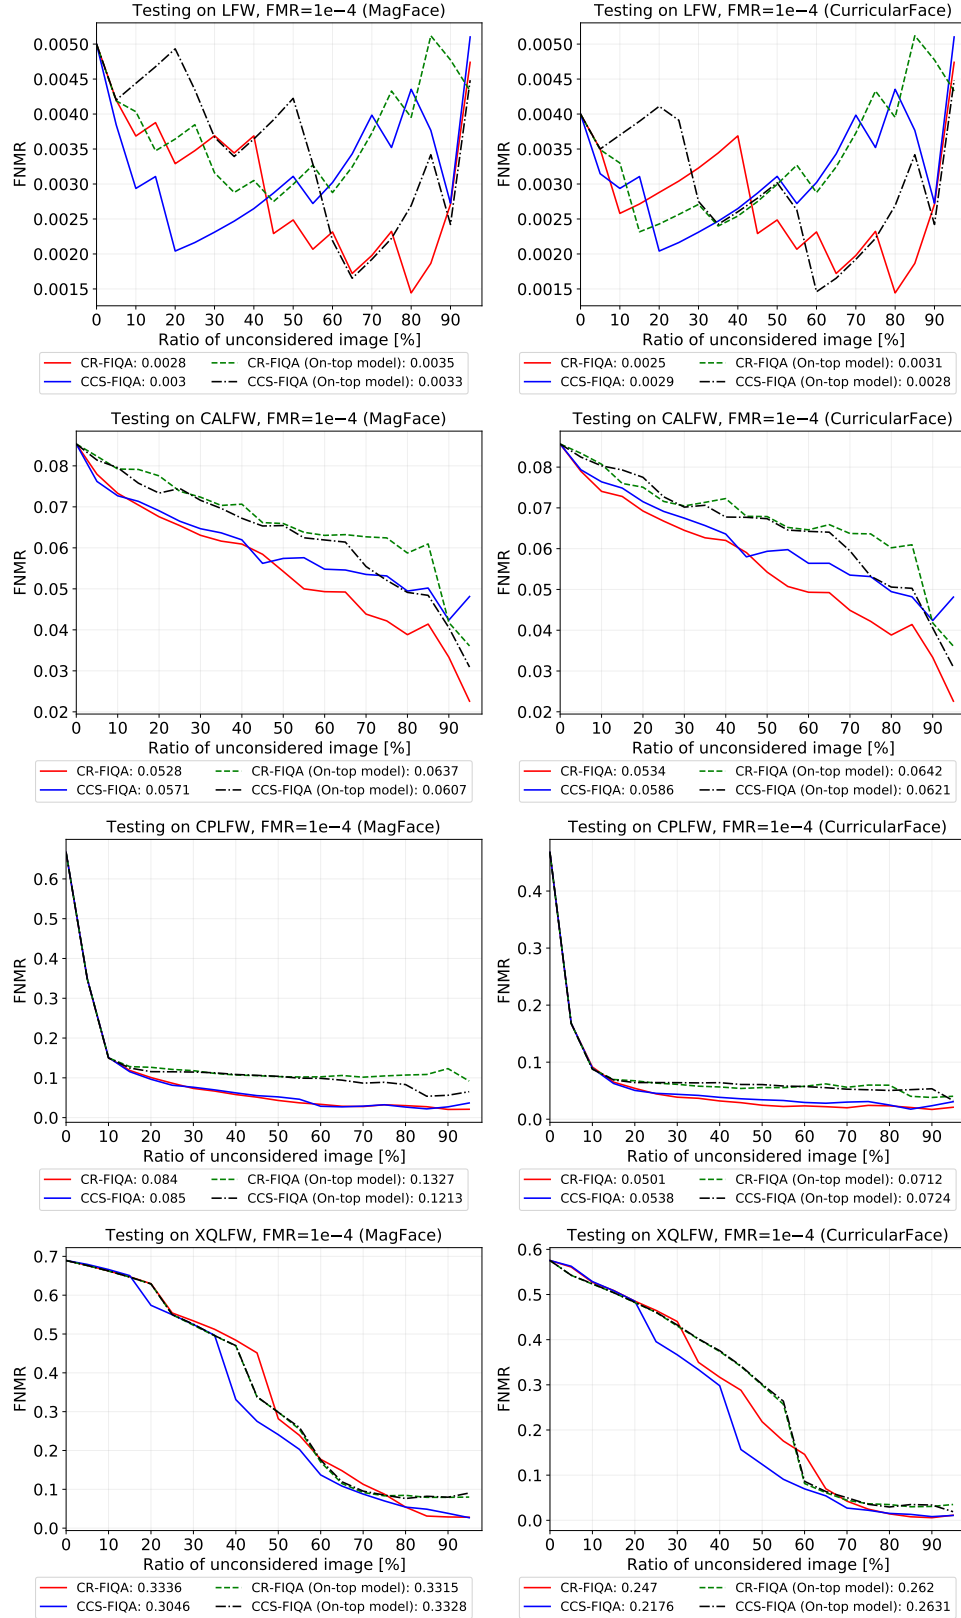 Testing on LFW, FMR=1e−4 (MagFace)
FNMR
0.0050
0.0045
0.0040
0.0035
0.0030
0.0025
0.0020
0.0015
0 10 20 30 40 50 60 70 80 90
Ratio of unconsidered image [%]
CR-FIQA: 0.0028 CR-FIQA (On-top model): 0.0035
CCS-FIQA: 0.003 CCS-FIQA (On-top model): 0.0033
Testing on LFW, FMR=1e−4 (CurricularFace)
FNMR
0.0050
0.0045
0.0040
0.0035
0.0030
0.0025
0.0020
0.0015
0 10 20 30 40 50 60 70 80 90
Ratio of unconsidered image [%]
CR-FIQA: 0.0025 CR-FIQA (On-top model): 0.0031
CCS-FIQA: 0.0029 CCS-FIQA (On-top model): 0.0028
Testing on CALFW, FMR=1e−4 (MagFace)
FNMR
0.08
0.07
0.06
0.05
0.04
0.03
0.02
0 10 20 30 40 50 60 70 80 90
Ratio of unconsidered image [%]
CR-FIQA: 0.0528 CR-FIQA (On-top model): 0.0637
CCS-FIQA: 0.0571 CCS-FIQA (On-top model): 0.0607
Testing on CALFW, FMR=1e−4 (CurricularFace)
FNMR
0.08
0.07
0.06
0.05
0.04
0.03
0.02
0 10 20 30 40 50 60 70 80 90
Ratio of unconsidered image [%]
CR-FIQA: 0.0534 CR-FIQA (On-top model): 0.0642
CCS-FIQA: 0.0586 CCS-FIQA (On-top model): 0.0621
Testing on CPLFW, FMR=1e−4 (MagFace)
FNMR
0.6
0.5
0.4
0.3
0.2
0.1
0.0
0 10 20 30 40 50 60 70 80 90
Ratio of unconsidered image [%]
CR-FIQA: 0.084 CR-FIQA (On-top model): 0.1327
CCS-FIQA: 0.085 CCS-FIQA (On-top model): 0.1213
Testing on CPLFW, FMR=1e−4 (CurricularFace)
FNMR
0.4
0.3
0.2
0.1
0.0
0 10 20 30 40 50 60 70 80 90
Ratio of unconsidered image [%]
CR-FIQA: 0.0501 CR-FIQA (On-top model): 0.0712
CCS-FIQA: 0.0538 CCS-FIQA (On-top model): 0.0724
Testing on XQLFW, FMR=1e−4 (MagFace)
FNMR
0.7
0.6
0.5
0.4
0.3
0.2
0.1
0.0
0 10 20 30 40 50 60 70 80 90
Ratio of unconsidered image [%]
CR-FIQA: 0.3336 CR-FIQA (On-top model): 0.3315
CCS-FIQA: 0.3046 CCS-FIQA (On-top model): 0.3328
Testing on XQLFW, FMR=1e−4 (CurricularFace)
FNMR
0.6
0.5
0.4
0.3
0.2
0.1
0.0
0 10 20 30 40 50 60 70 80 90
Ratio of unconsidered image [%]
CR-FIQA: 0.247 CR-FIQA (On-top model): 0.262
CCS-FIQA: 0.2176 CCS-FIQA (On-top model): 0.2631